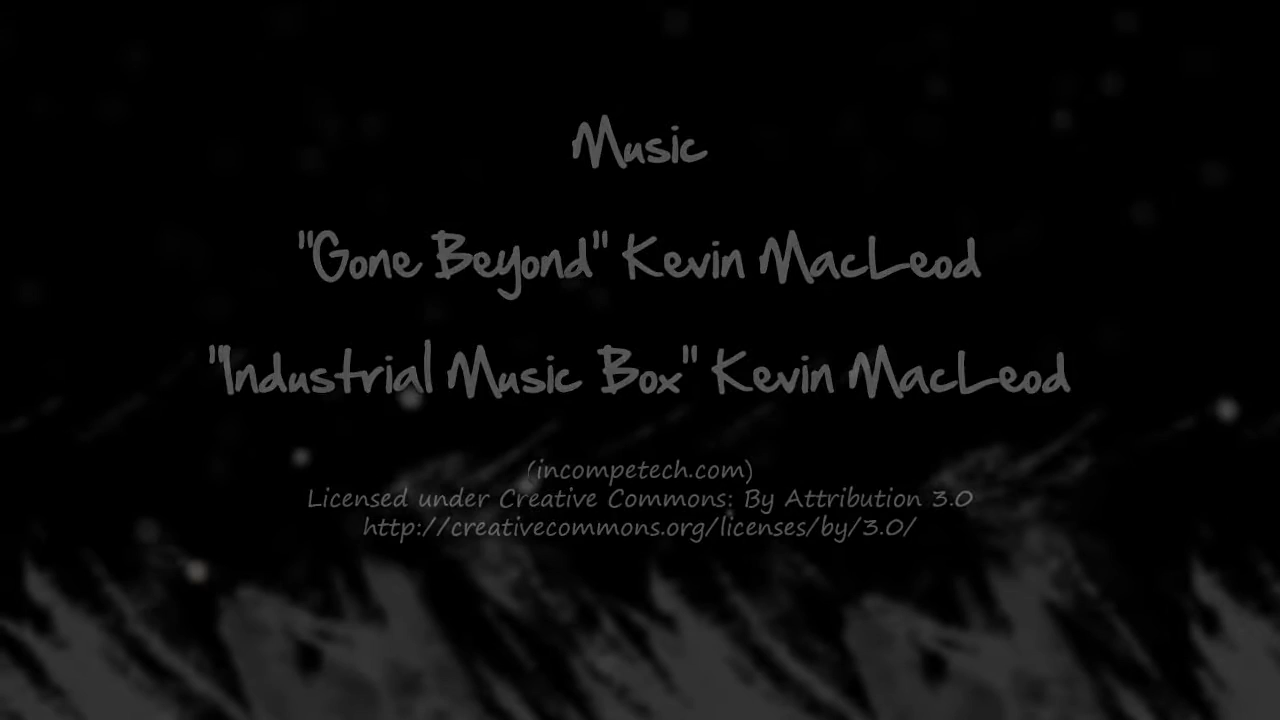 Music
"Gone Beyond" Kevin MacLeod
"Industrial Music Box" Kevin MacLeod
(incompetech.com)
Licensed under Creative Commons: By Attribution 3.0
http://creativecommons.org/licenses/by/3.0/